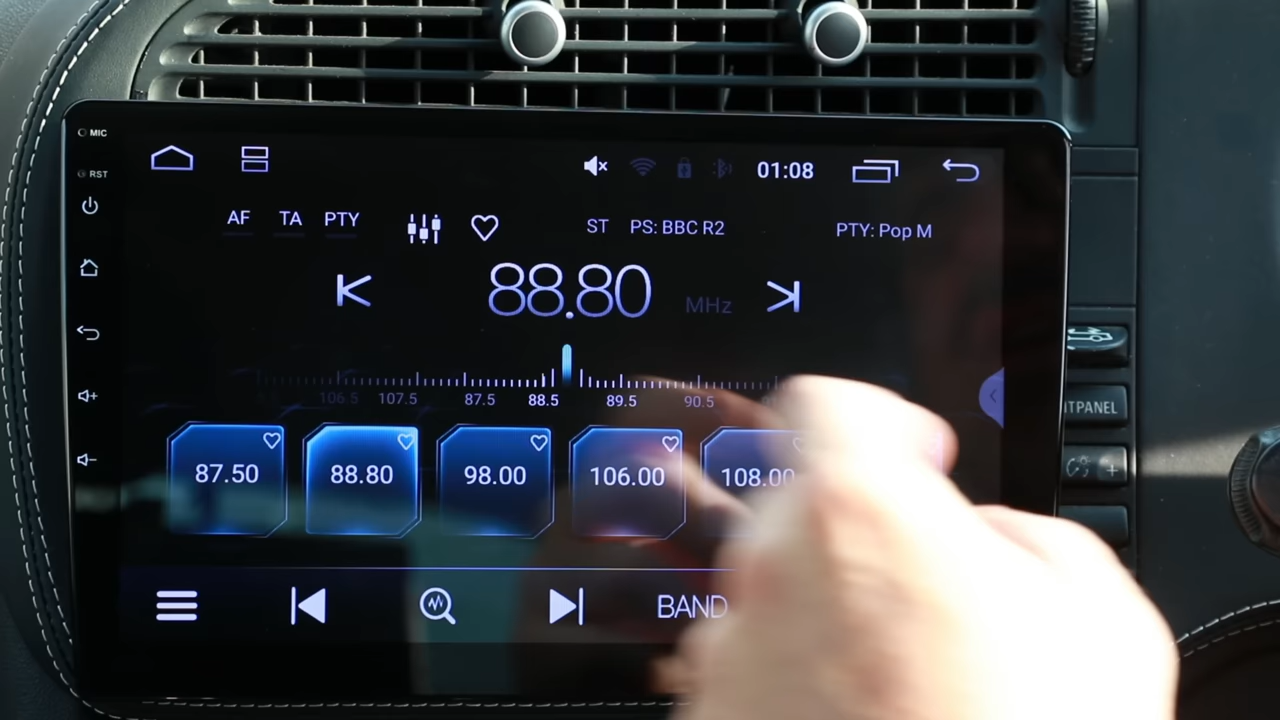 MIC
01:08
RST
AF TA PTY ST PS: BBC R2 PTY: Pop M
88.80 MHz
106.5 107.5 87.5 88.5 89.5 90.5
87.50 88.80 98.00 106.00 108.00
BAND
TPANEL